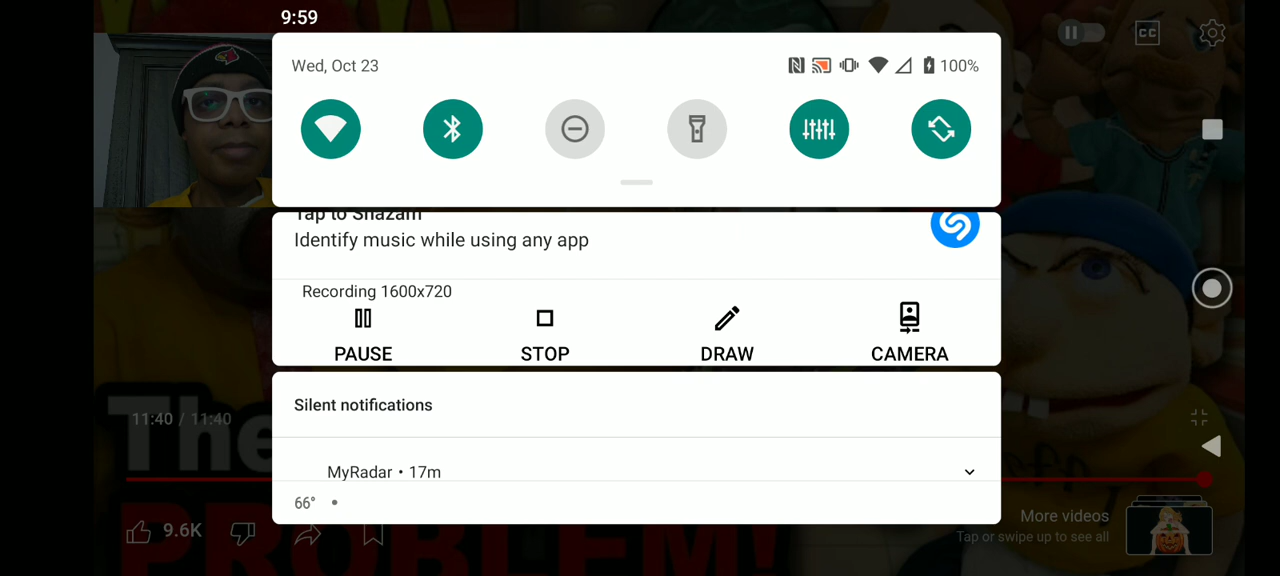 9:59
Wed, Oct 23
100%
CC
Tap to Shazam
Identify music while using any app
Recording 1600x720
PAUSE
STOP
DRAW
CAMERA
Silent notifications
11:40 / 11:40
The
MyRadar • 17m
66° •
9.6K
PROBLEM!
More videos
Tap or swipe up to see all